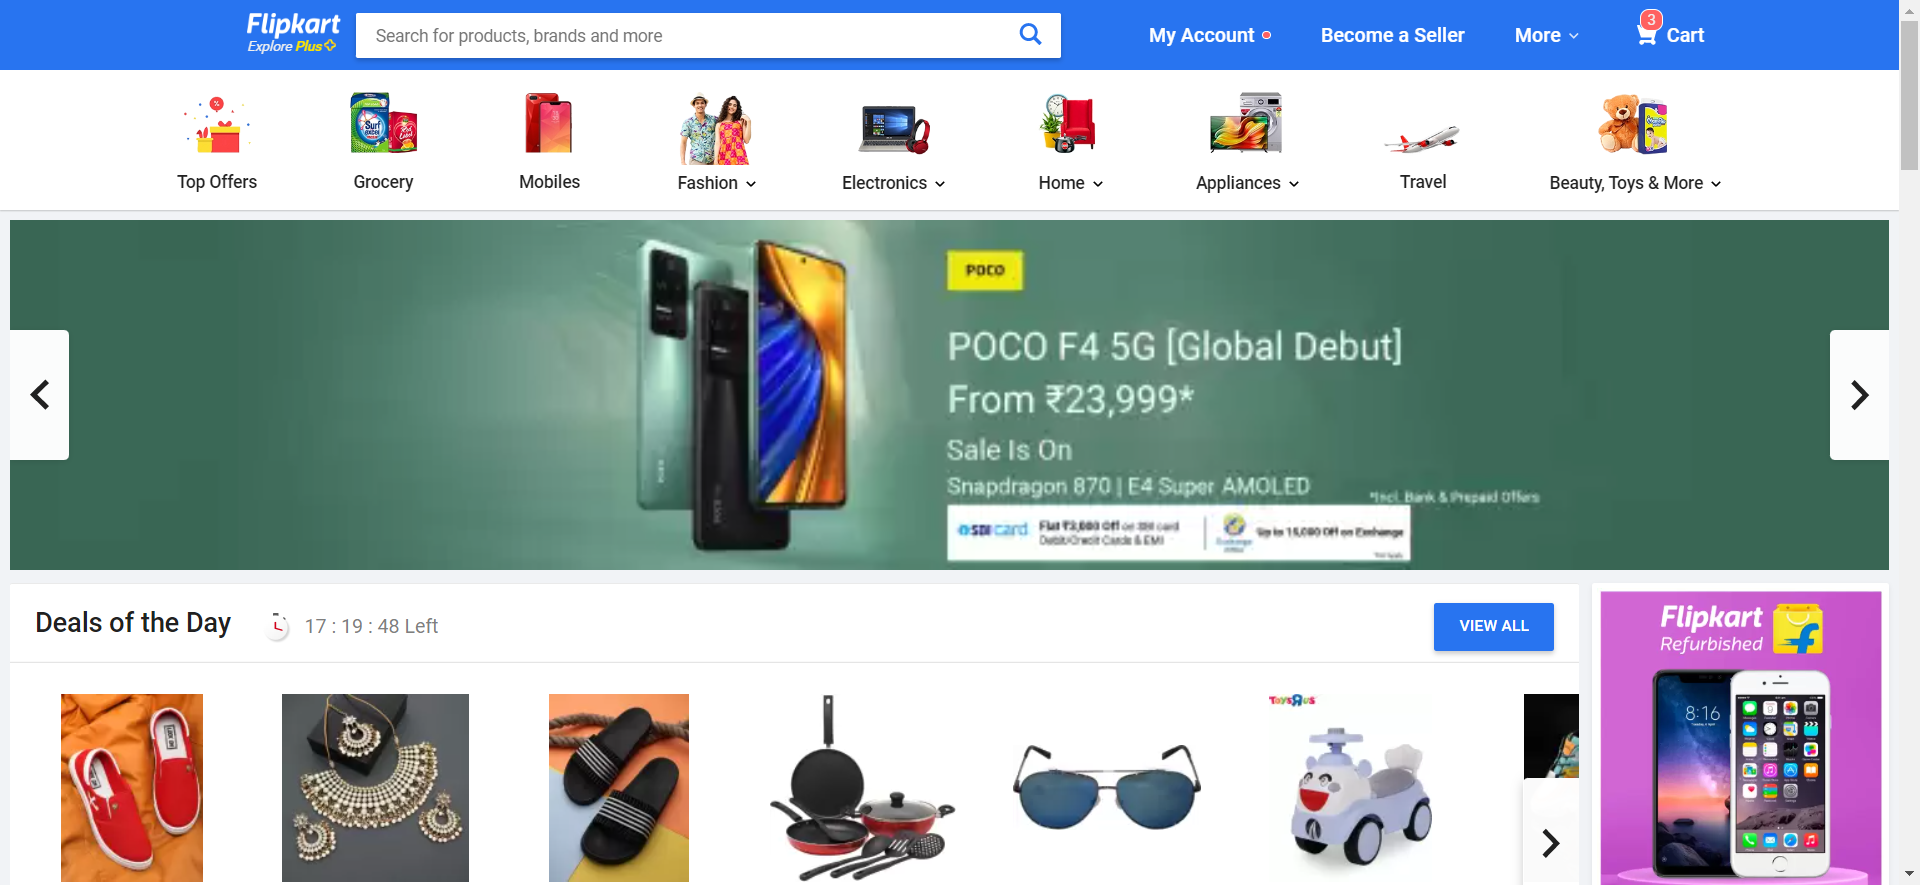 Flipkart
Explore Plus
Search for products, brands and more
My Account
Become a Seller
More
3
Cart
Top Offers
Grocery
Mobiles
Fashion
Electronics
Home
Appliances
Travel
Beauty, Toys & More
POCO
POCO F4 5G [Global Debut]
From ₹23,999*
Sale Is On
Snapdragon 870 | E4 Super AMOLED
*Incl. Bank & Prepaid Offers
SBI card
Flat ₹3,000 Off on SBI card
Debit/Credit Cards & EMI
Up to 15,000 Off on Exchange
Deals of the Day
17 : 19 : 48 Left
VIEW ALL
Flipkart
Refurbished
8:16
TOYSRUS